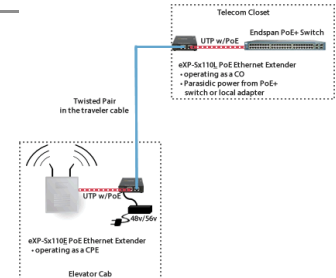 Telecom Closet
Endspan PoE+ Switch
UTP w/PoE
eXP-Sx110L PoE Ethernet Extender
• operating as a CO
• Parasidic power from PoE+
switch or local adapter
Twisted Pair
in the traveler cable
UTP w/PoE
48v/56v
eXP-Sx110E PoE Ethernet Extender
• operating as a CPE
Elevator Cab